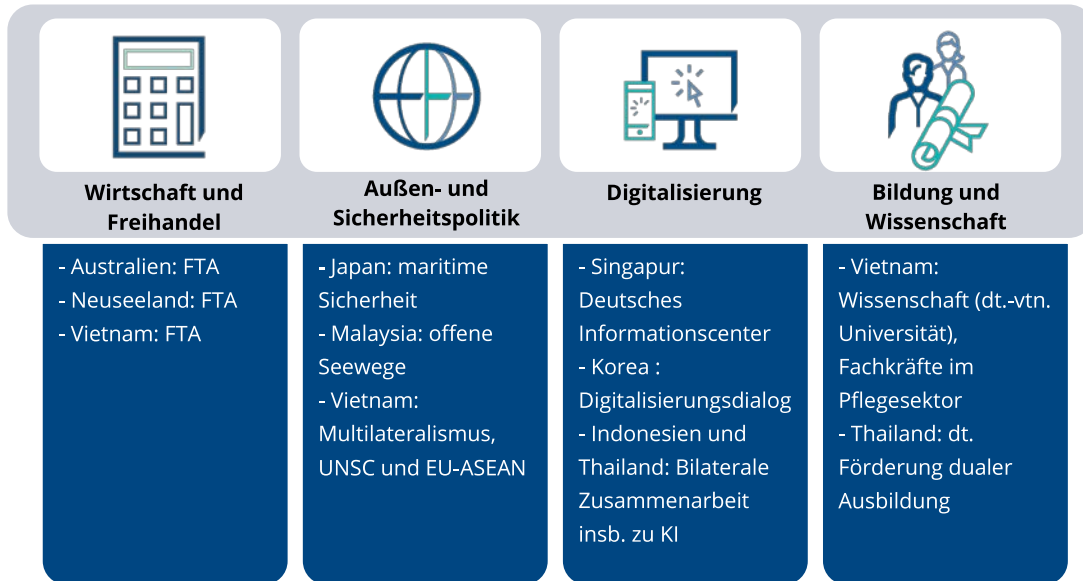 Wirtschaft und
Freihandel
- Australien: FTA
- Neuseeland: FTA
- Vietnam: FTA
Außen- und
Sicherheitspolitik
- Japan: maritime
Sicherheit
- Malaysia: offene
Seewege
- Vietnam:
Multilateralismus,
UNSC und EU-ASEAN
Digitalisierung
- Singapur:
Deutsches
Informationscenter
- Korea :
Digitalisierungsdialog
- Indonesien und
Thailand: Bilaterale
Zusammenarbeit
insb. zu KI
Bildung und
Wissenschaft
- Vietnam:
Wissenschaft (dt.-vtn.
Universität),
Fachkräfte im
Pflegesektor
- Thailand: dt.
Förderung dualer
Ausbildung